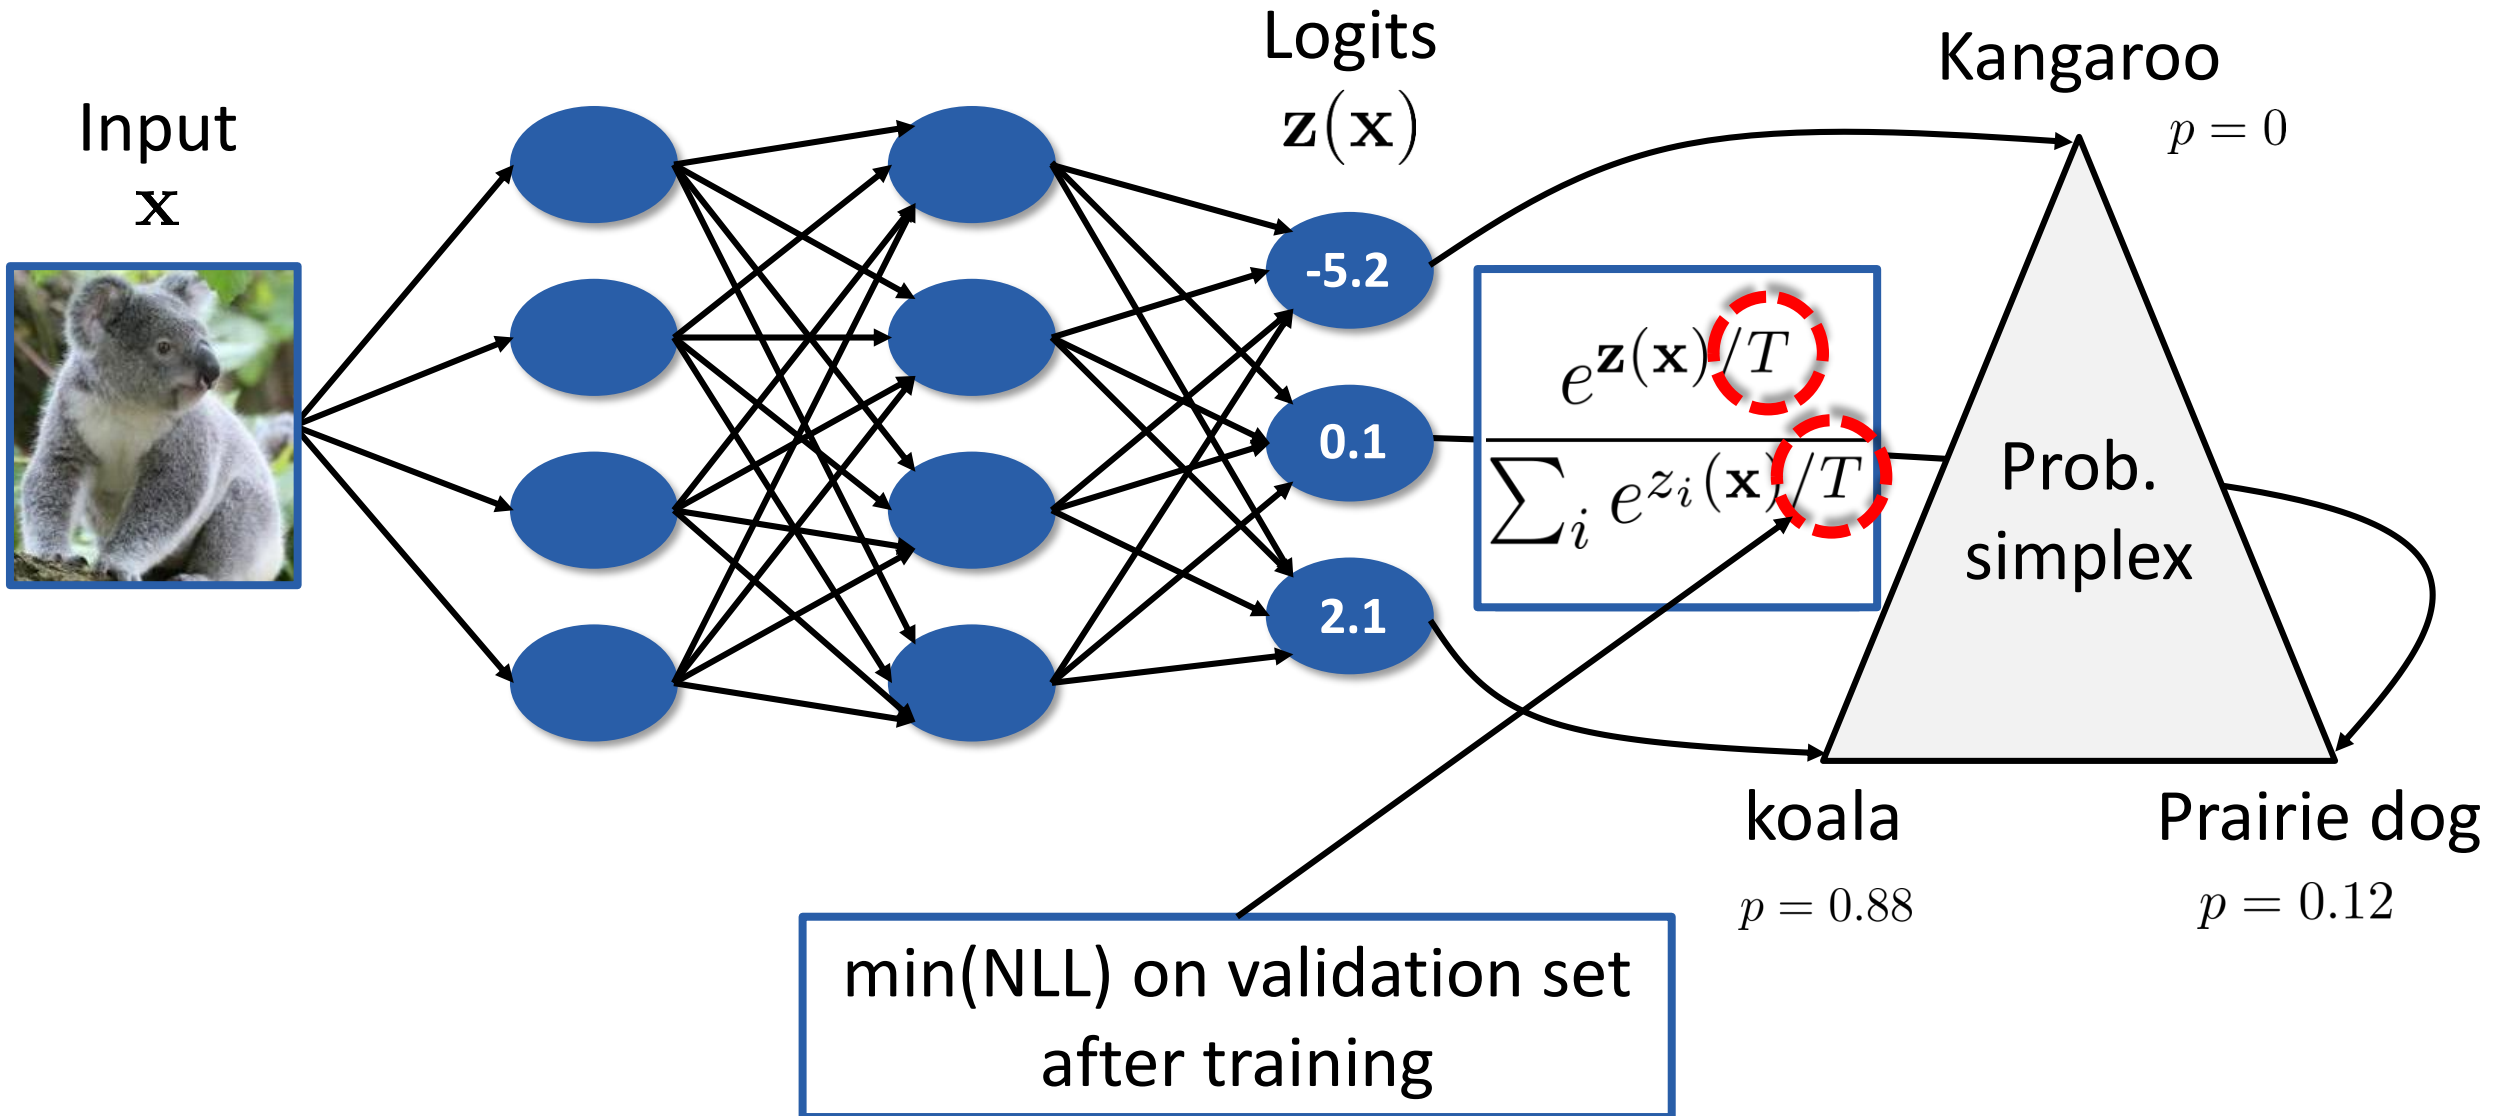 Input
x
Logits
z(x)
-5.2
0.1
2.1
e^{z(x)/T}
∑_i e^{z_i(x)/T}
Kangaroo
p = 0
Prob.
simplex
koala
p = 0.88
Prairie dog
p = 0.12
min(NLL) on validation set
after training